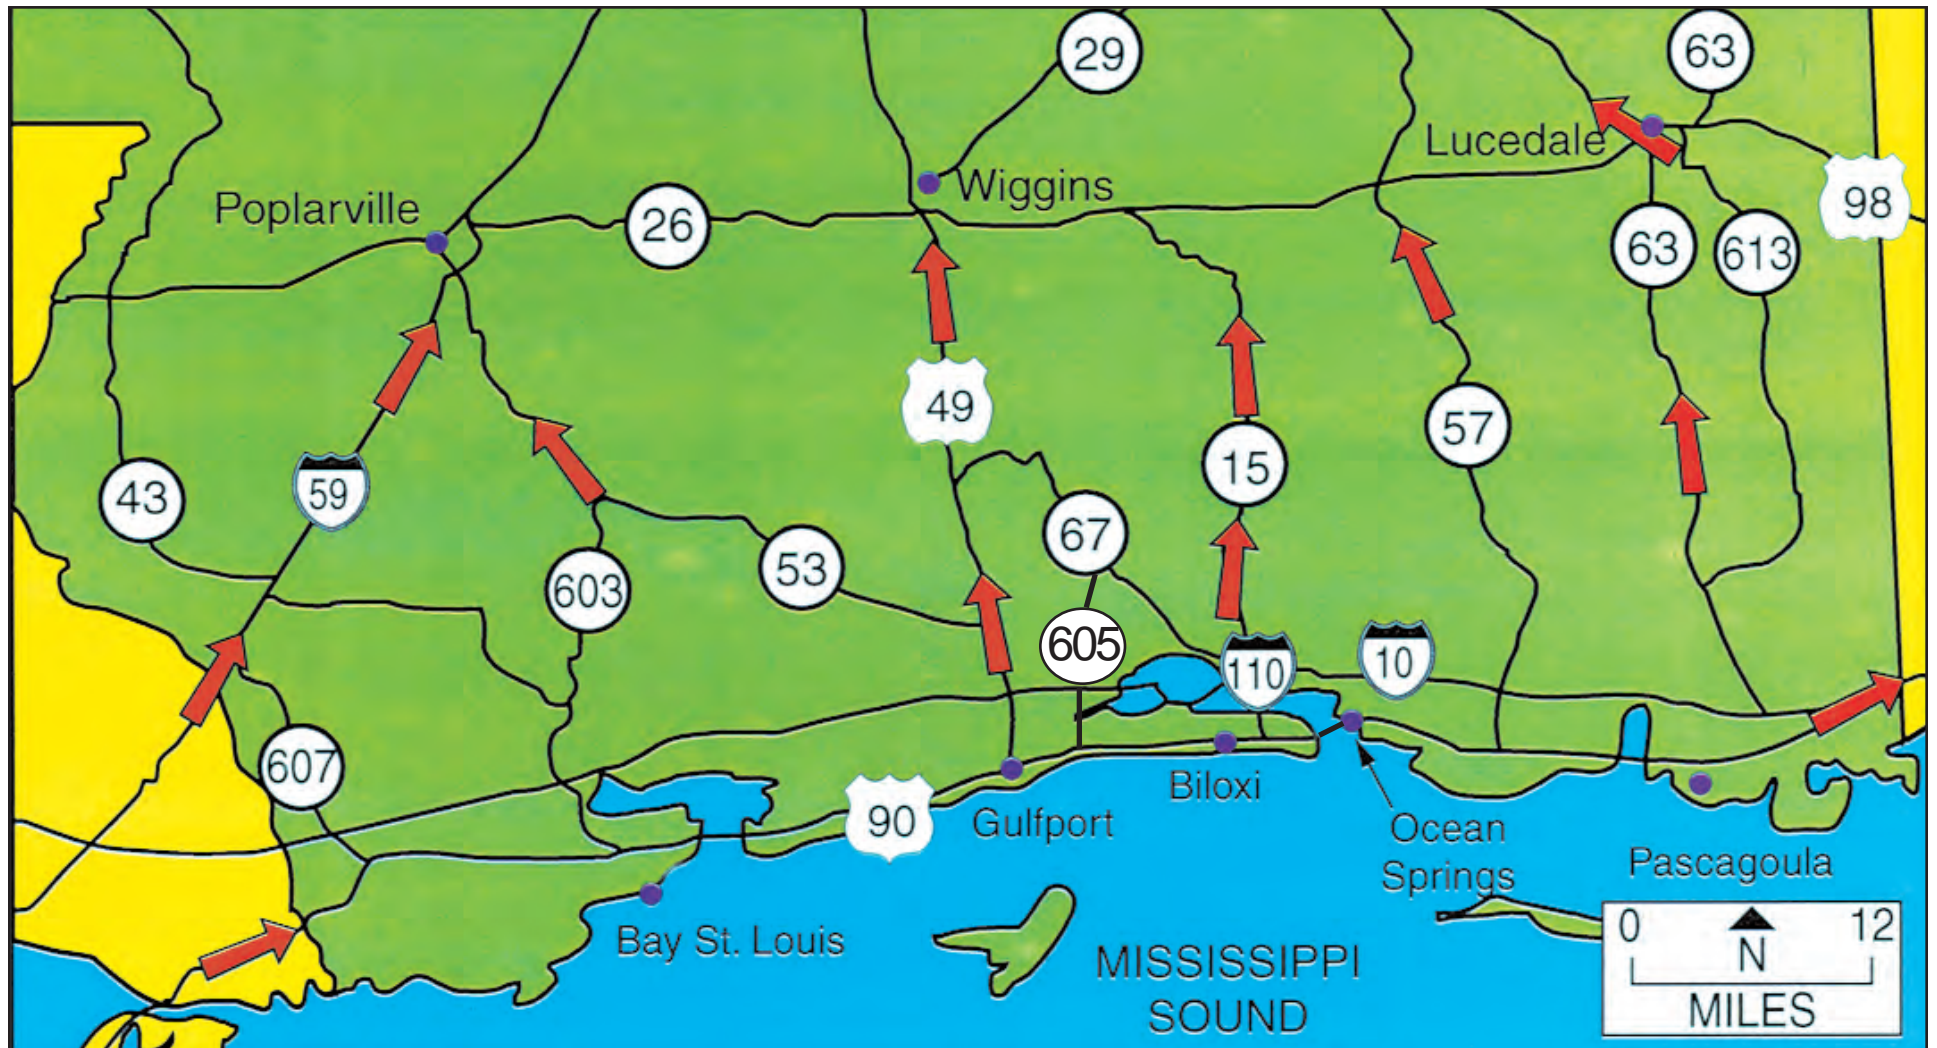 29
63
Lucedale
Poplarville
Wiggins
98
26
63
613
49
57
15
43
59
67
53
603
605
110
10
607
90
Biloxi
Gulfport
Ocean
Springs
Pascagoula
Bay St. Louis
MISSISSIPPI
SOUND
0 12
N
MILES